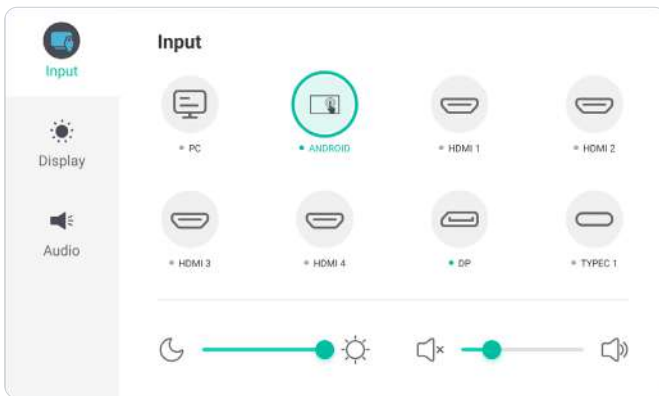 Input
Input
PC
ANDROID
HDMI 1
HDMI 2
Display
HDMI 3
HDMI 4
DP
TYPEC 1
Audio